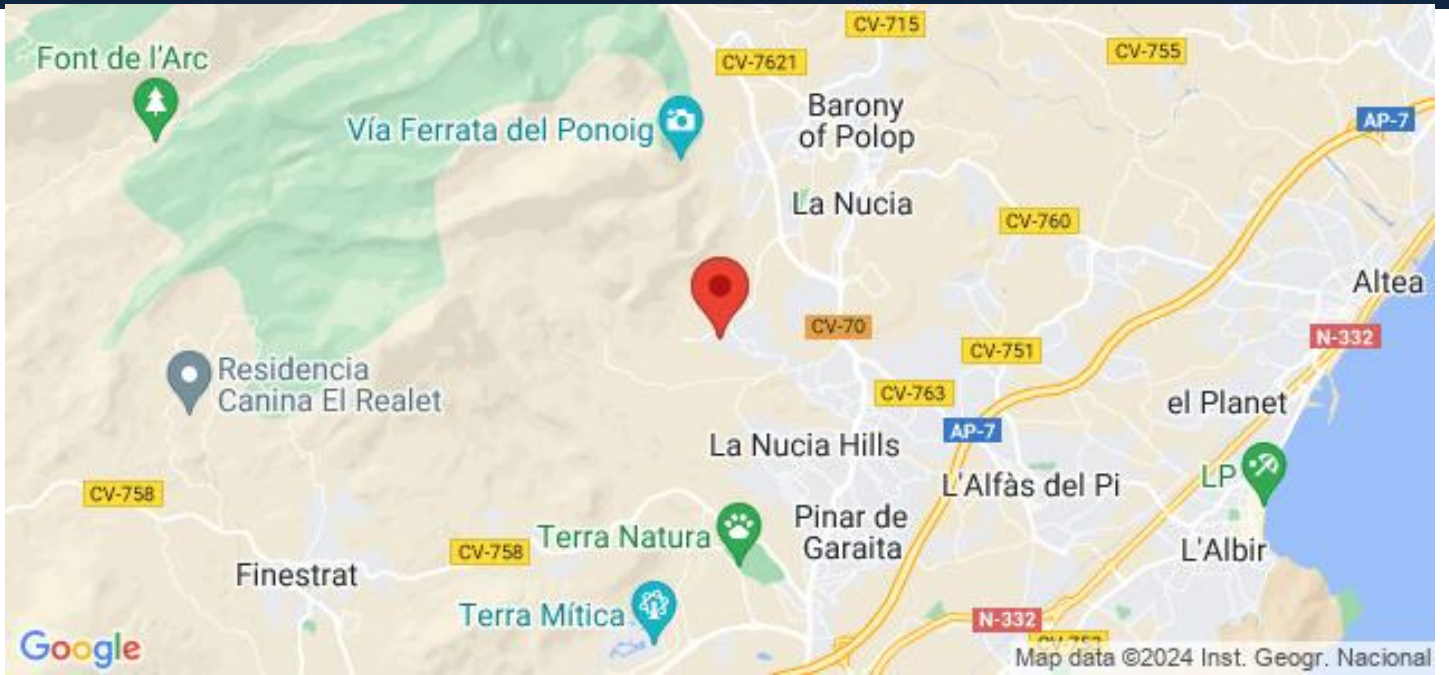 CV-715
Font de l'Arc
CV-7621
CV-755
Barony
of Polop
AP-7
Vía Ferrata del Ponoig
La Nucia
CV-760
Altea
CV-70
N-332
CV-751
Residencia
Canina El Realet
CV-763
el Planet
AP-7
La Nucia Hills
LP
L'Alfàs del Pi
CV-758
Pinar de
Garaita
Terra Natura
CV-758
L'Albir
Finestrat
Terra Mítica
N-332
CV-753
Google
Map data ©2024 Inst. Geogr. Nacional